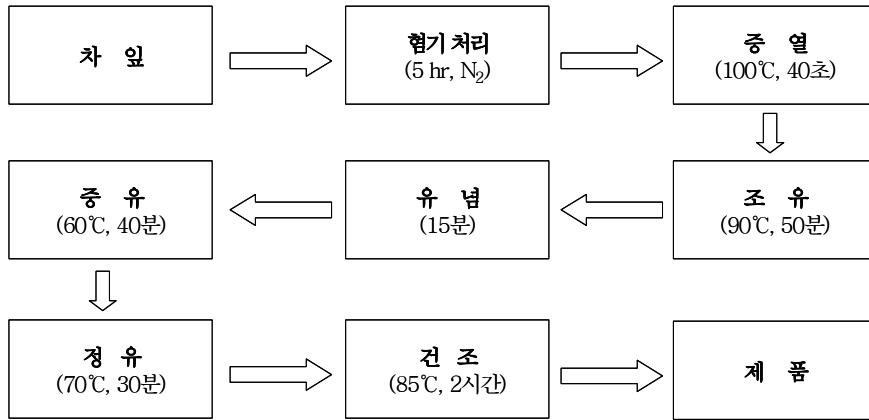 차 잎
혐기 처리
(5 hr, N₂)
증 열
(100℃, 40초)
조 유
(90℃, 50분)
유 념
(15분)
중 유
(60℃, 40분)
정 유
(70℃, 30분)
건 조
(85℃, 2시간)
제 품